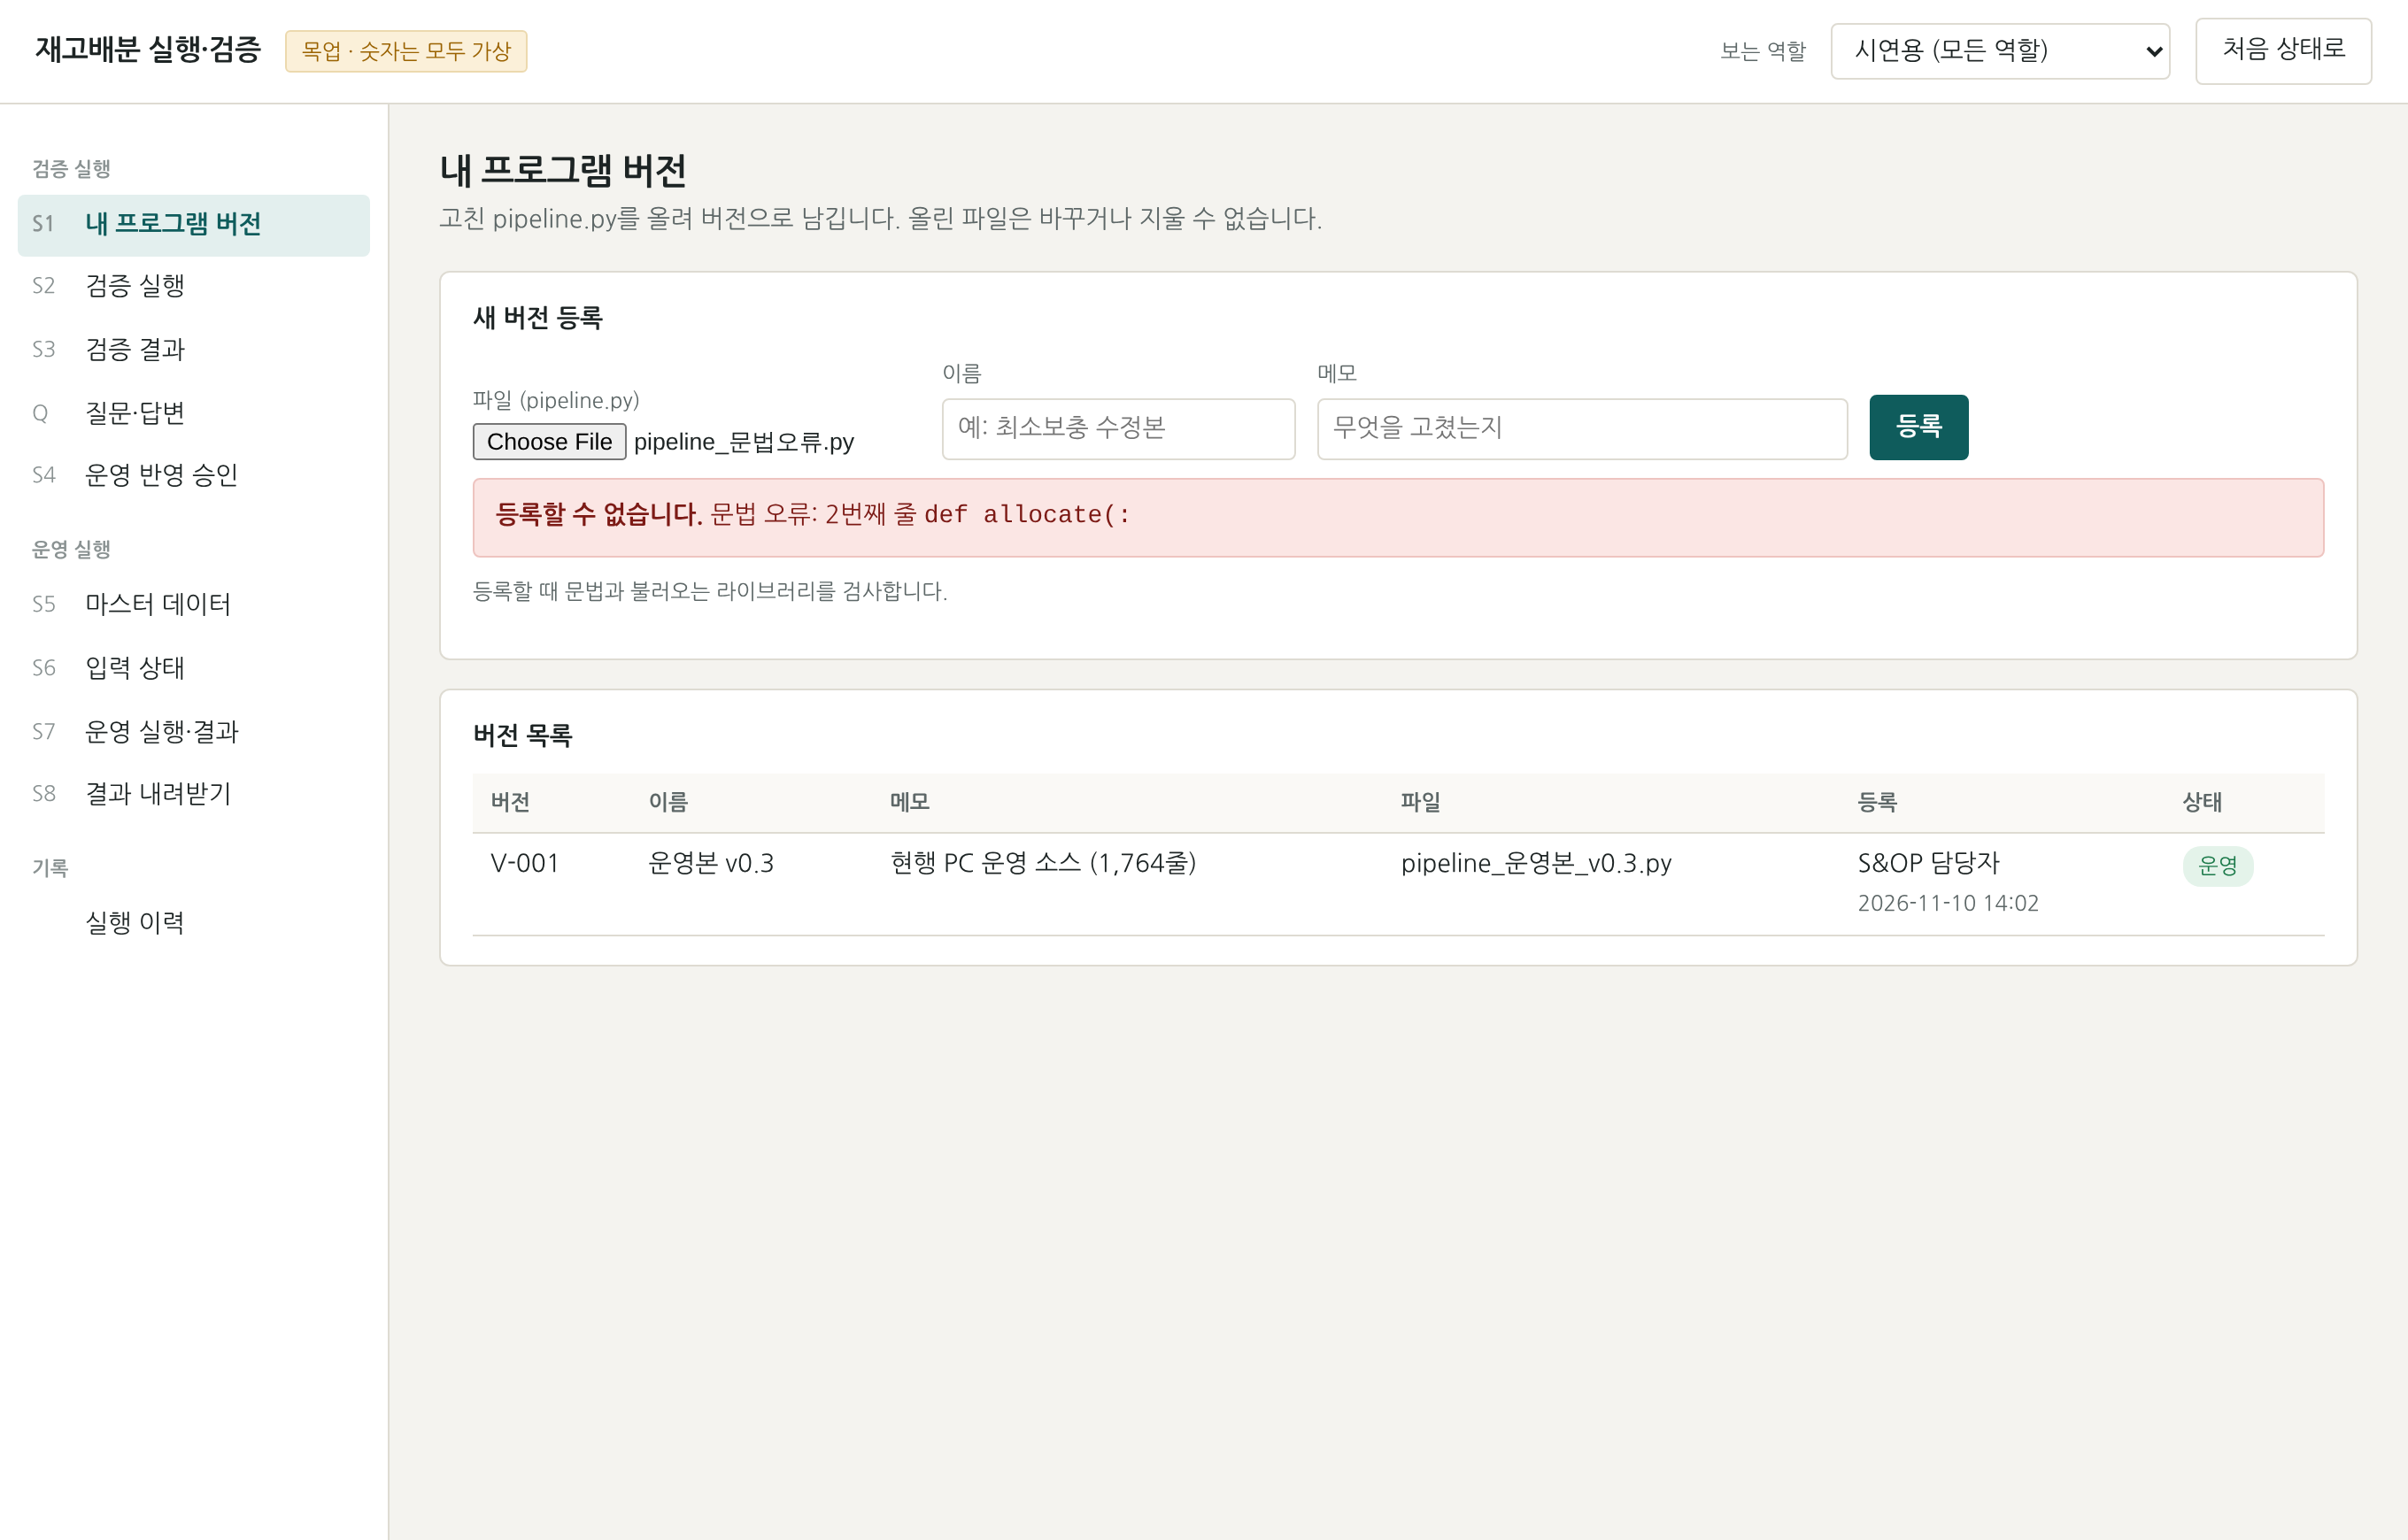 재고배분 실행·검증
목업 · 숫자는 모두 가상
보는 역할
시연용 (모든 역할)
처음 상태로
검증 실행
S1 내 프로그램 버전
S2 검증 실행
S3 검증 결과
Q 질문·답변
S4 운영 반영 승인
운영 실행
S5 마스터 데이터
S6 입력 상태
S7 운영 실행·결과
S8 결과 내려받기
기록
실행 이력
내 프로그램 버전
고친 pipeline.py를 올려 버전으로 남깁니다. 올린 파일은 바꾸거나 지울 수 없습니다.
새 버전 등록
파일 (pipeline.py)
Choose File pipeline_문법오류.py
이름
예: 최소보충 수정본
메모
무엇을 고쳤는지
등록
등록할 수 없습니다. 문법 오류: 2번째 줄 def allocate(:
등록할 때 문법과 불러오는 라이브러리를 검사합니다.
버전 목록
버전 이름 메모 파일 등록 상태
V-001 운영본 v0.3 현행 PC 운영 소스 (1,764줄) pipeline_운영본_v0.3.py S&OP 담당자 운영
2026-11-10 14:02